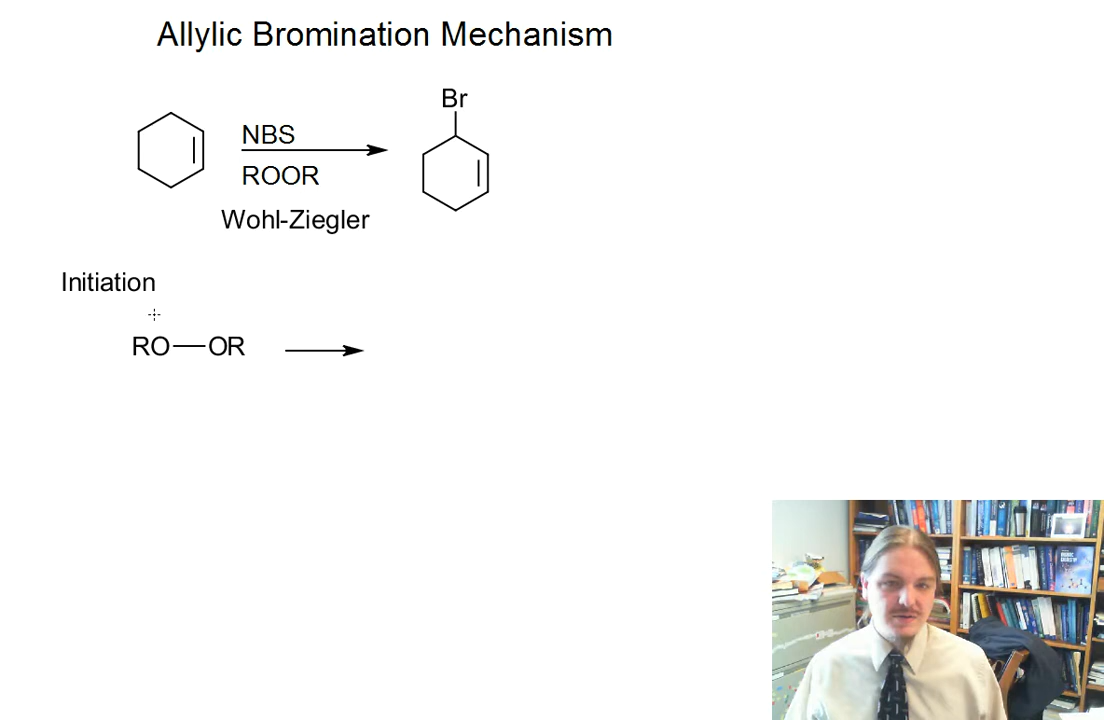 Allylic Bromination Mechanism
Br
NBS
ROOR
Wohl-Ziegler
Initiation
RO—OR